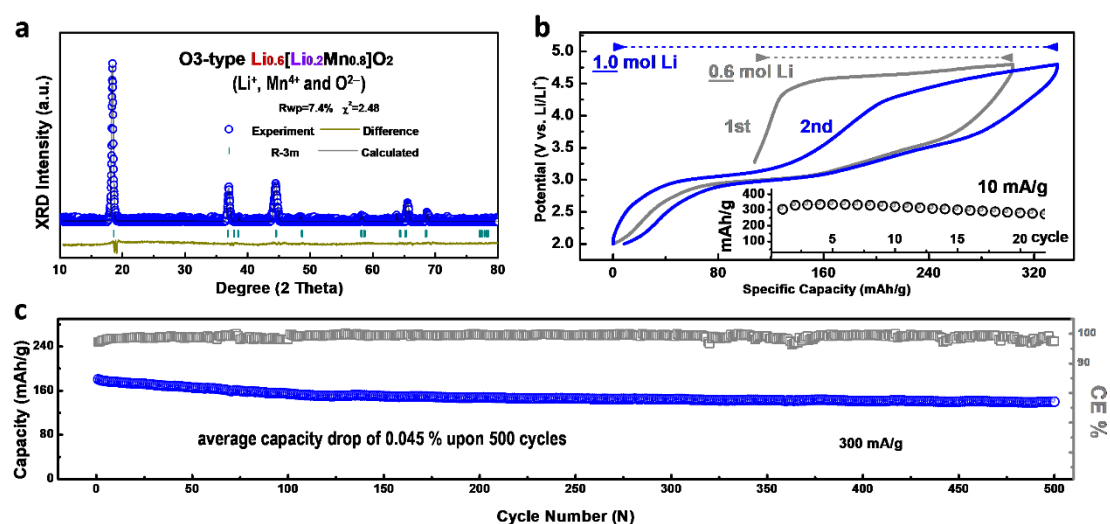 a
O3-type Li0.6[Li0.2Mn0.8]O2
(Li+, Mn4+ and O2−)
Rwp=7.4% χ2=2.48
Experiment Difference
R-3m Calculated
XRD Intensity (a.u.)
10 20 30 40 50 60 70 80
Degree (2 Theta)
b
1.0 mol Li
0.6 mol Li
1st
2nd
Potential (V vs. Li/Li+)
5.0
4.5
4.0
3.5
3.0
2.5
2.0
10 mA/g
mAh/g
400
300
200
100
5 10 15 20 cycle
0 80 160 240 320
Specific Capacity (mAh/g)
c
Capacity (mAh/g)
240
160
80
0
100
90
CE %
average capacity drop of 0.045 % upon 500 cycles
300 mA/g
0 50 100 150 200 250 300 350 400 450 500
Cycle Number (N)